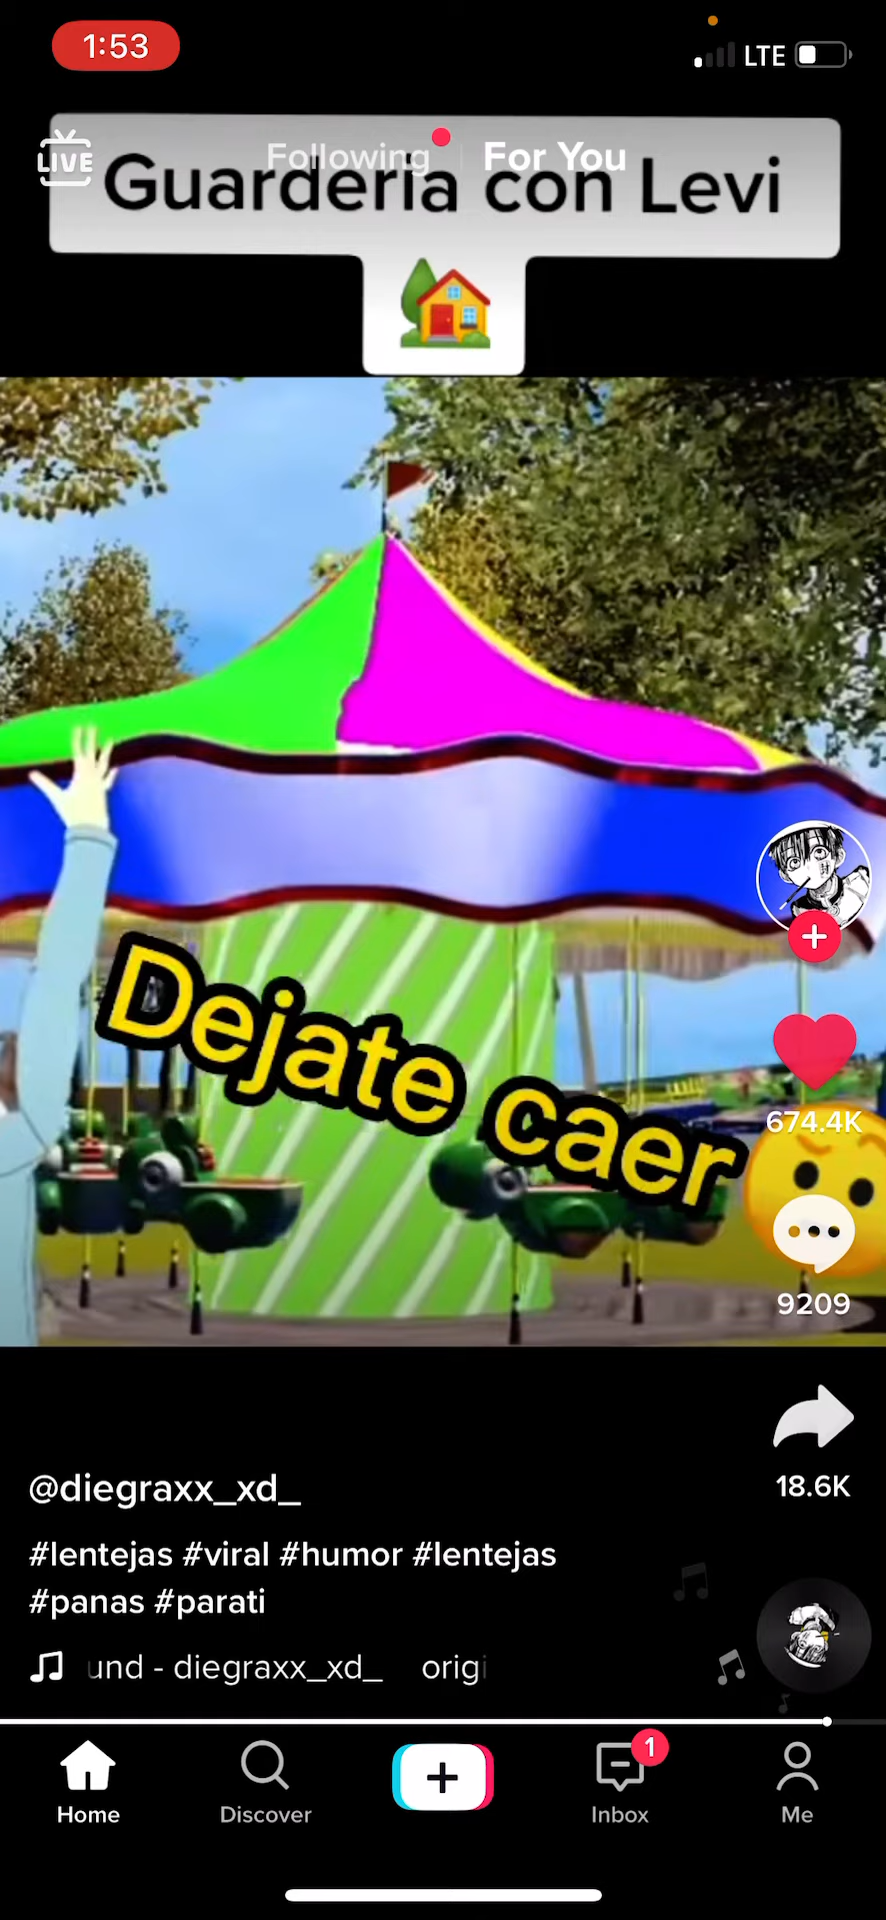 1:53
LTE
LIVE
Following
For You
Guarderia con Levi
Dejate caer
674.4K
9209
18.6K
@diegraxx_xd_
#lentejas #viral #humor #lentejas
#panas #parati
und - diegraxx_xd_ origi
1
Home
Discover
Inbox
Me